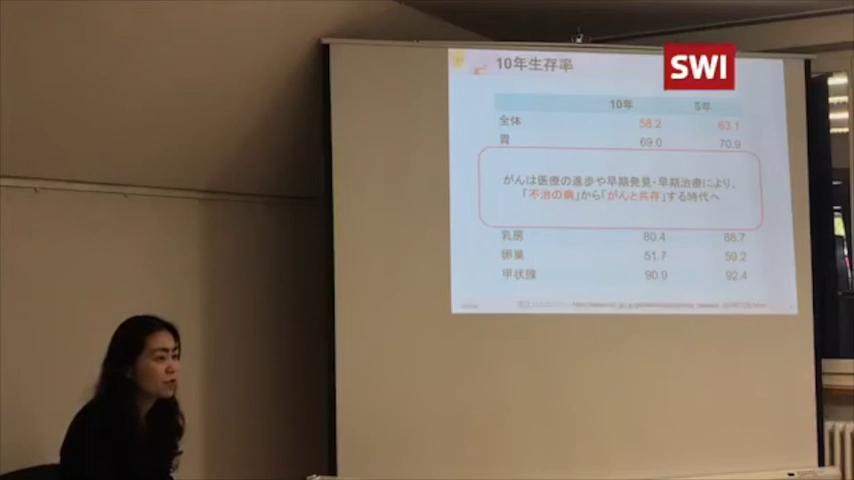 SWI
10年生存率
10年 5年
全体 58.2 63.1
胃 69.0 70.9
がんは医療の進歩や早期発見・早期治療により、
「不治の病」から「がんと共存」する時代へ
乳房 80.4 88.7
卵巣 51.7 59.2
甲状腺 90.9 92.4